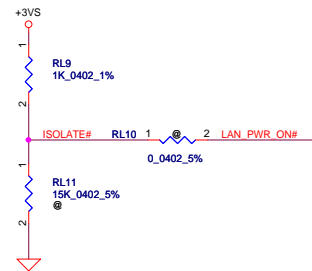 +3VS
1
RL9
1K_0402_1%
2
ISOLATE# RL10 1 @ 2 LAN_PWR_ON#
0_0402_5%
1
RL11
15K_0402_5%
@
2